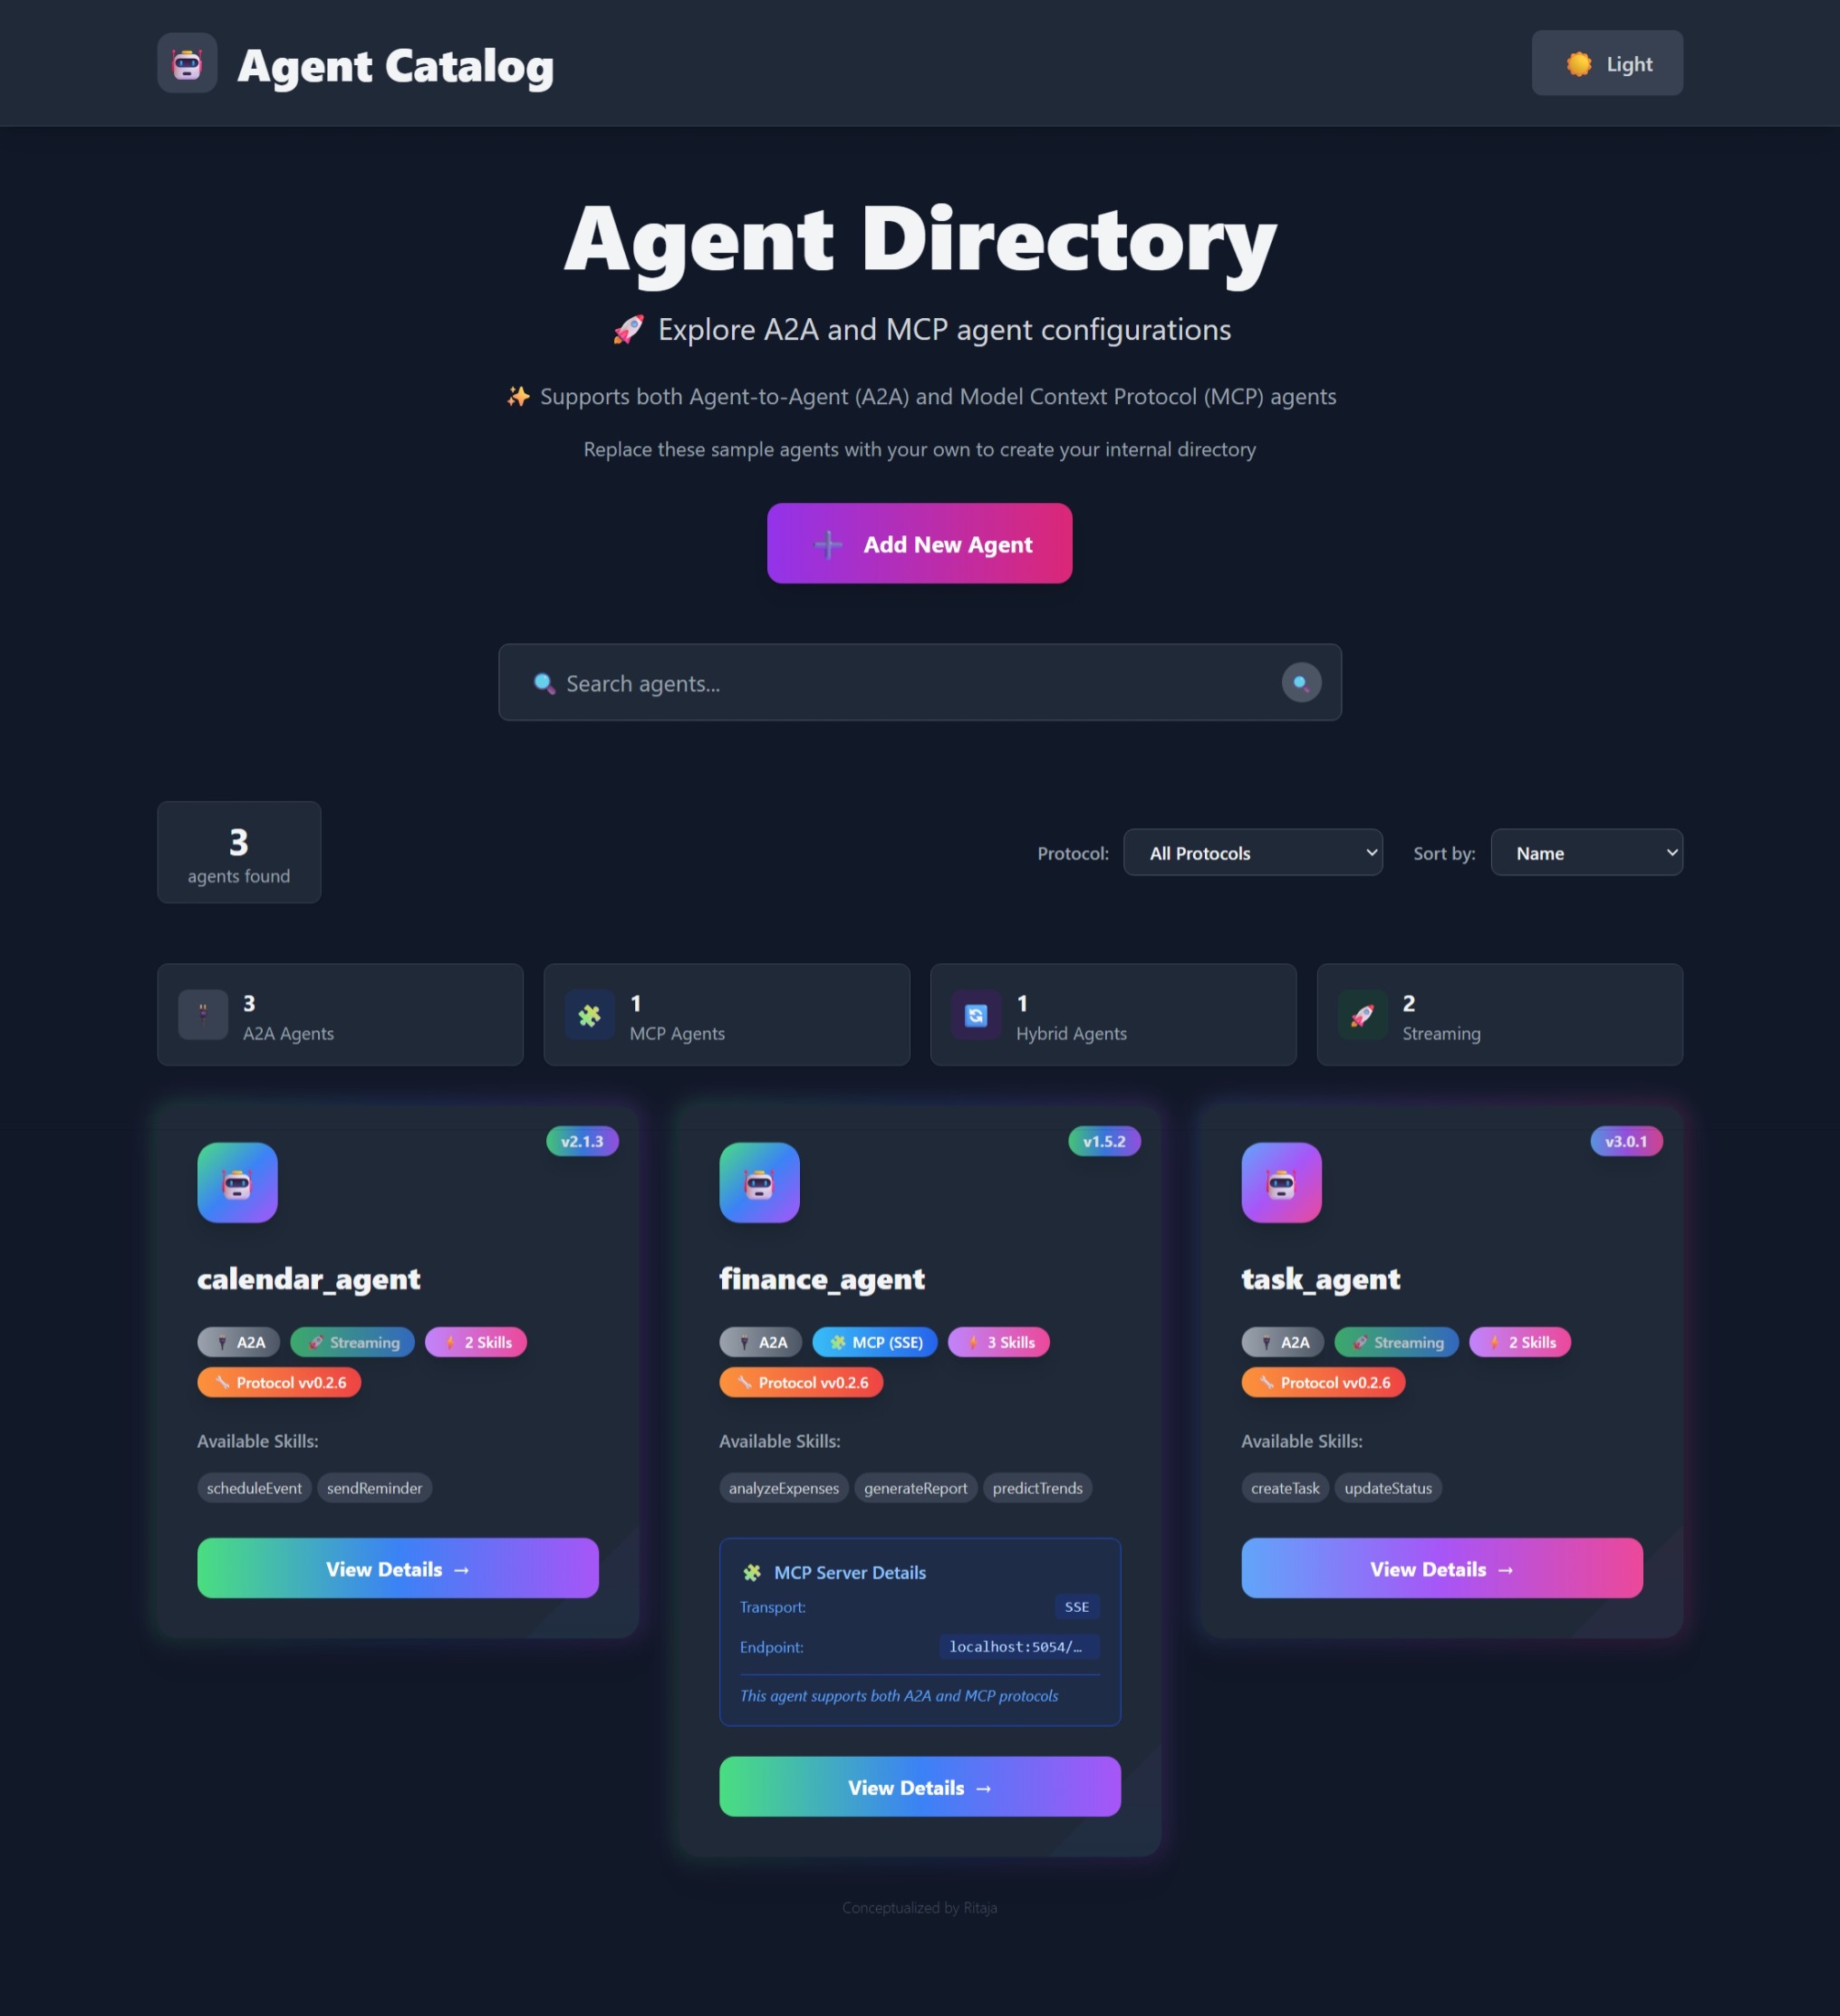 Agent Catalog
Light
Agent Directory
🚀 Explore A2A and MCP agent configurations
✨ Supports both Agent-to-Agent (A2A) and Model Context Protocol (MCP) agents
Replace these sample agents with your own to create your internal directory
➕ Add New Agent
🔍 Search agents...
3
agents found
Protocol: All Protocols
Sort by: Name
3
A2A Agents
1
MCP Agents
1
Hybrid Agents
2
Streaming
v2.1.3
calendar_agent
A2A Streaming 2 Skills
Protocol vv0.2.6
Available Skills:
scheduleEvent sendReminder
View Details →
v1.5.2
finance_agent
A2A MCP (SSE) 3 Skills
Protocol vv0.2.6
Available Skills:
analyzeExpenses generateReport predictTrends
MCP Server Details
Transport: SSE
Endpoint: localhost:5054/…
This agent supports both A2A and MCP protocols
View Details →
v3.0.1
task_agent
A2A Streaming 2 Skills
Protocol vv0.2.6
Available Skills:
createTask updateStatus
View Details →
Conceptualized by Ritaja